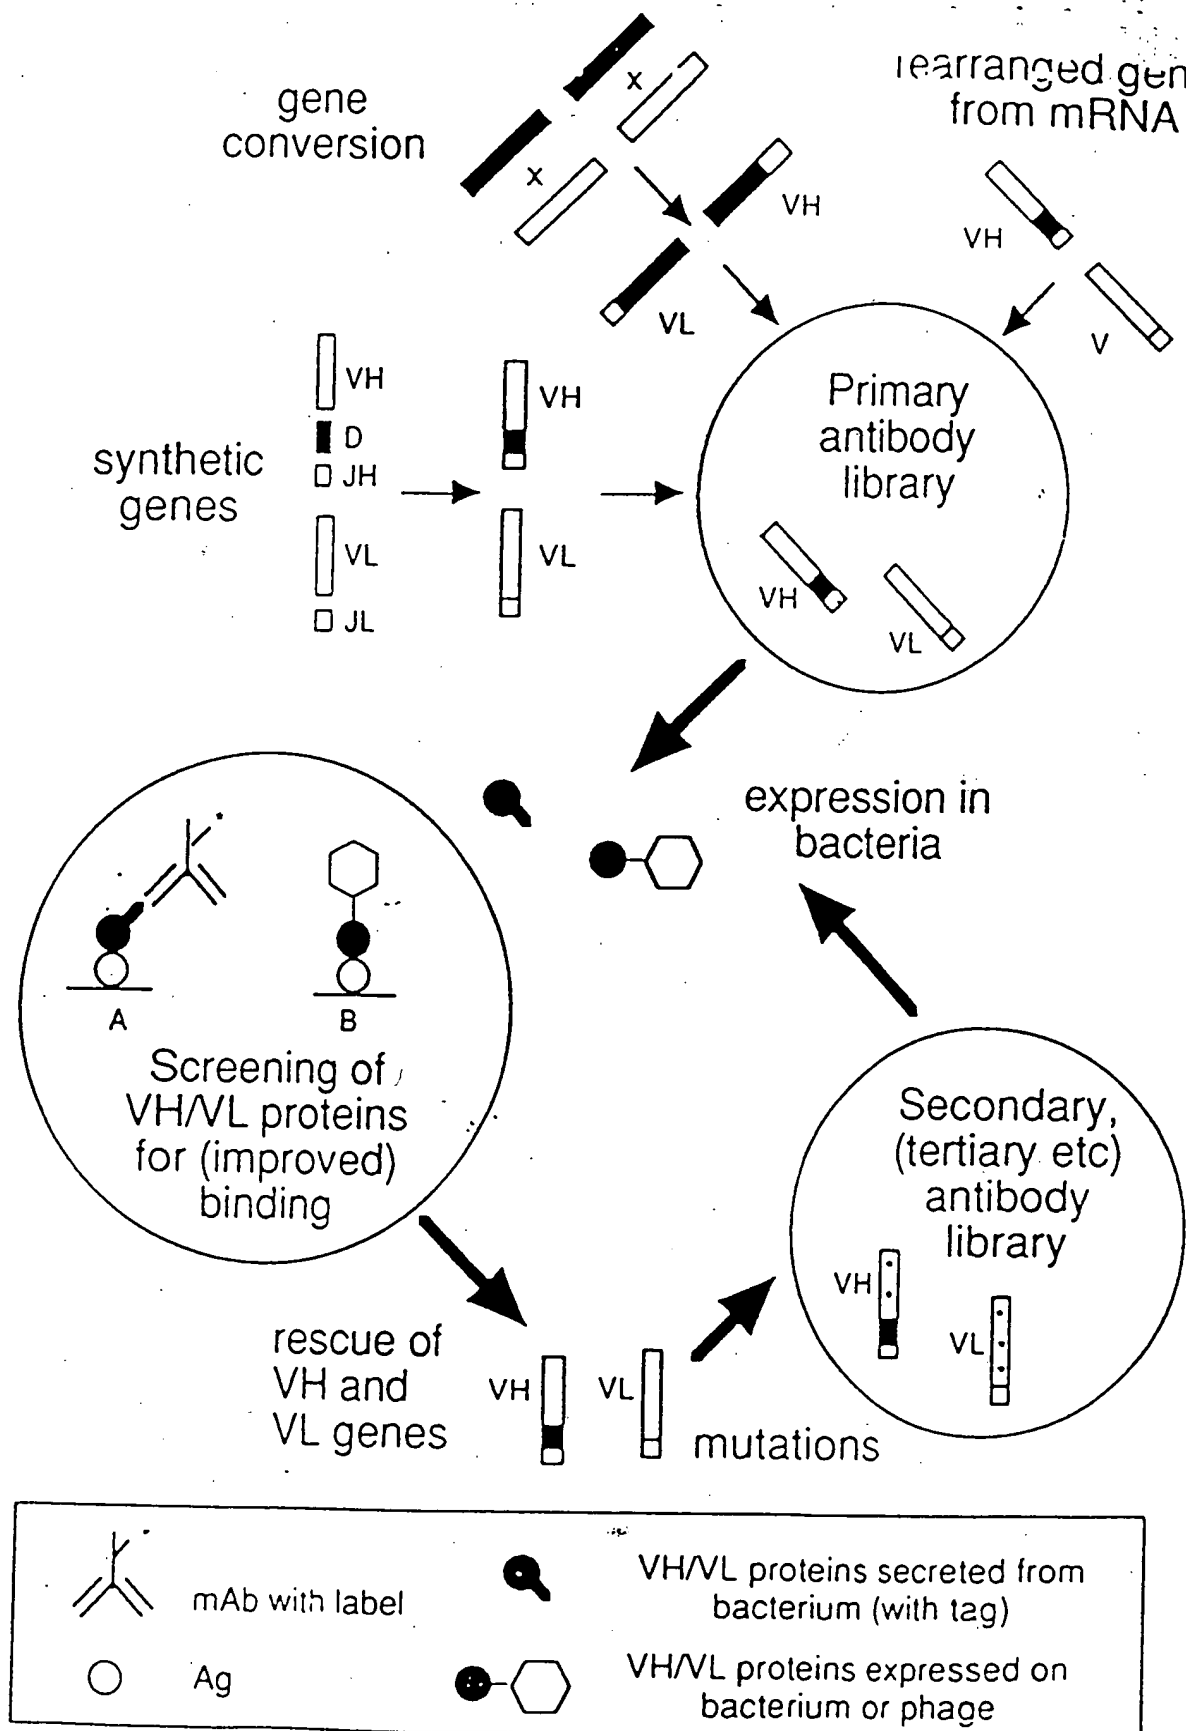 gene
conversion
rearranged gen
from mRNA
X
X
VH
VL
VH
V
VH
D
JH
VL
JL
synthetic
genes
VH
VL
Primary
antibody
library
VH
VL
expression in
bacteria
A
B
Screening of
VH/VL proteins
for (improved)
binding
Secondary,
(tertiary etc)
antibody
library
VH
VL
rescue of
VH and
VL genes
VH
VL
mutations
mAb with label
VH/VL proteins secreted from
bacterium (with tag)
Ag
VH/VL proteins expressed on
bacterium or phage